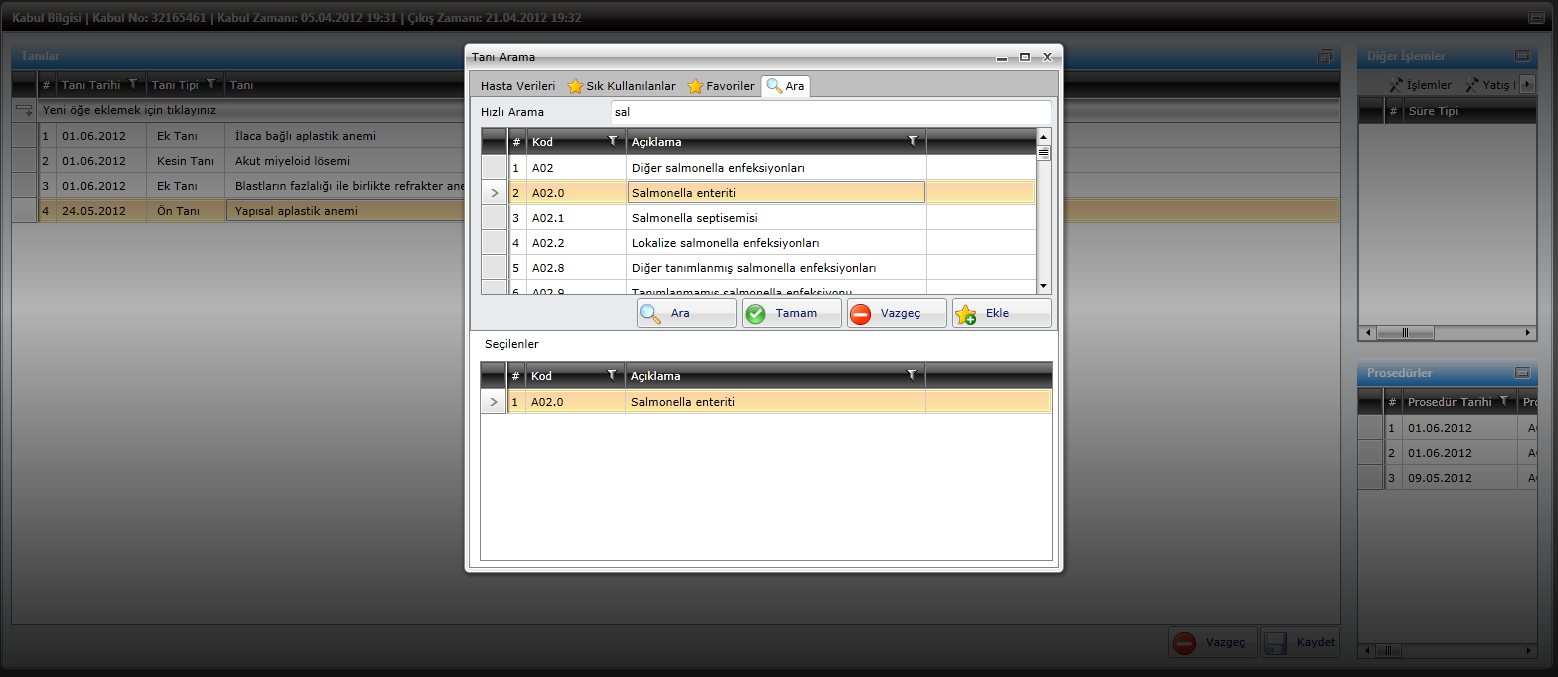 Kabul Bilgisi | Kabul No: 32165461 | Kabul Zamanı: 05.04.2012 19:31 | Çıkış Zamanı: 21.04.2012 19:32
Tanılar
# Tanı Tarihi Tanı Tipi Tanı
Yeni öğe eklemek için tıklayınız
1 01.06.2012 Ek Tanı İlaca bağlı aplastik anemi
2 01.06.2012 Kesin Tanı Akut miyeloid lösemi
3 01.06.2012 Ek Tanı Blastların fazlalığı ile birlikte refrakter ane
4 24.05.2012 Ön Tanı Yapısal aplastik anemi
Tanı Arama
Hasta Verileri Sık Kullanılanlar Favoriler Ara
Hızlı Arama sal
# Kod Açıklama
1 A02 Diğer salmonella enfeksiyonları
2 A02.0 Salmonella enteriti
3 A02.1 Salmonella septisemisi
4 A02.2 Lokalize salmonella enfeksiyonları
5 A02.8 Diğer tanımlanmış salmonella enfeksiyonları
6 A02.9 Tanımlanmamış salmonella enfeksiyonu
Ara Tamam Vazgeç Ekle
Seçilenler
# Kod Açıklama
1 A02.0 Salmonella enteriti
Diğer İşlemler
İşlemler Yatış
# Süre Tipi
Prosedürler
# Prosedür Tarihi Pro
1 01.06.2012 A
2 01.06.2012 A
3 09.05.2012 A
Vazgeç Kaydet